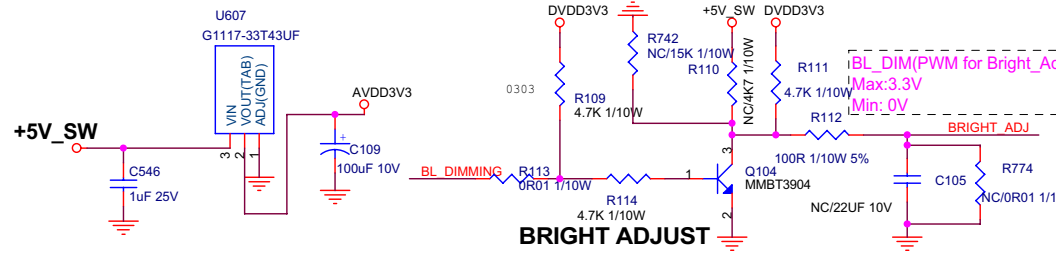 U607
G1117-33T43UF
VIN
VOUT(TAB)
ADJ(GND)
3
2
1
+5V_SW
C546
1uF 25V
AVDD3V3
+
C109
100uF 10V
DVDD3V3
0303
R109
4.7K 1/10W
BL_DIMMING
R113
0R01 1/10W
R114
4.7K 1/10W
R742
NC/15K 1/10W
+5V_SW
R110
NC/4K7 1/10W
DVDD3V3
R111
4.7K 1/10W
1
3
2
Q104
MMBT3904
R112
100R 1/10W 5%
BL_DIM(PWM for Bright_Ad
Max:3.3V
Min: 0V
BRIGHT_ADJ
C105
NC/22UF 10V
R774
NC/0R01 1/1
BRIGHT ADJUST